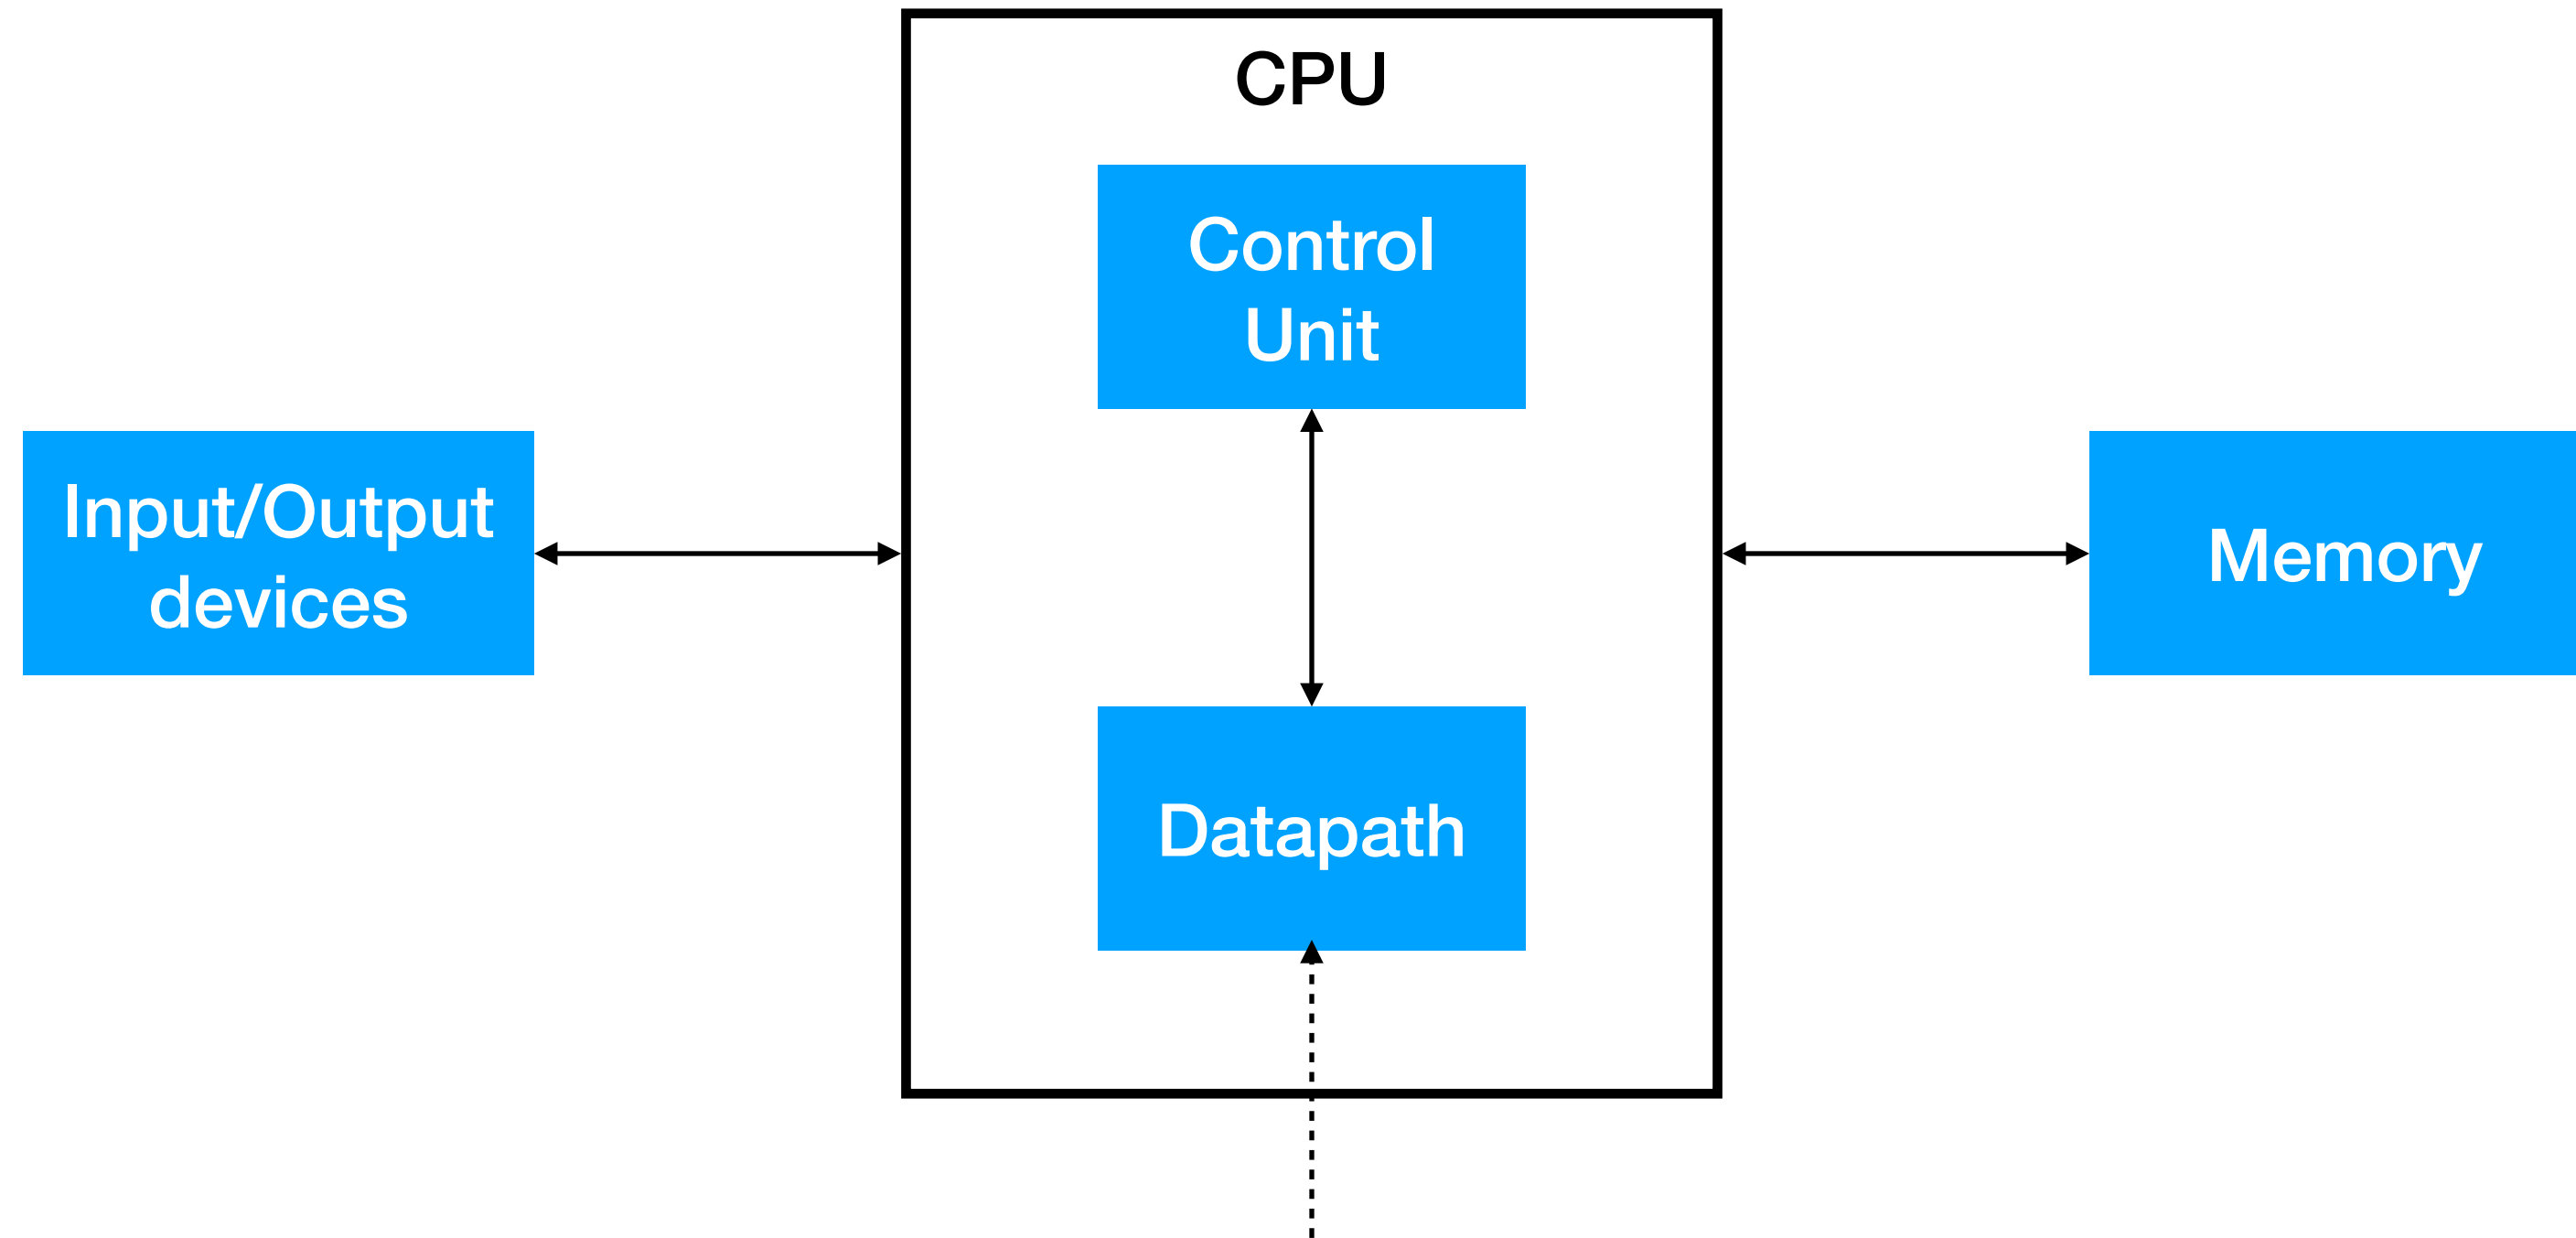 CPU
Control
Unit
Input/Output
devices
Memory
Datapath